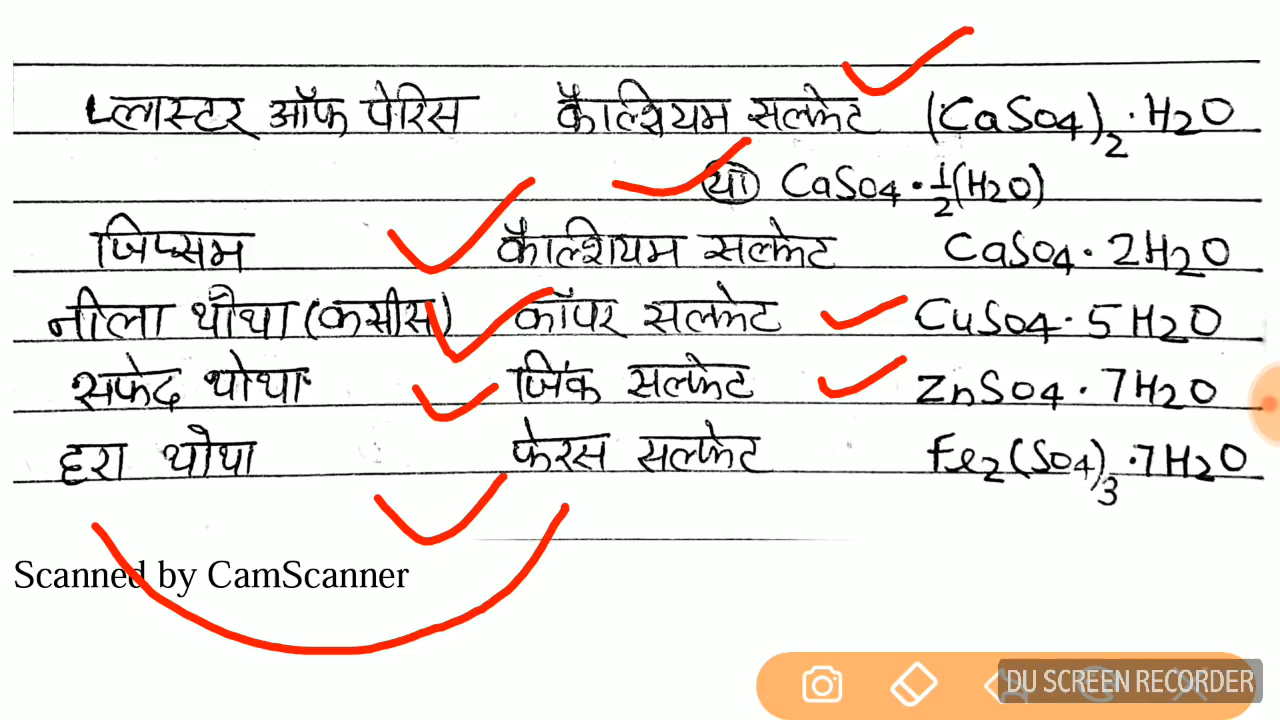 प्लास्टर ऑफ पेरिस कैल्शियम सल्फेट (CaSO4)2·H2O
या CaSO4·1/2(H2O)
जिप्सम कैल्शियम सल्फेट CaSO4·2H2O
नीला थौथा (कसीस) कॉपर सल्फेट CuSO4·5H2O
सफेद थोथा जिंक सल्फेट ZnSO4·7H2O
हरा थोथा फेरस सल्फेट Fe2(SO4)3·7H2O
Scanned by CamScanner
DU SCREEN RECORDER